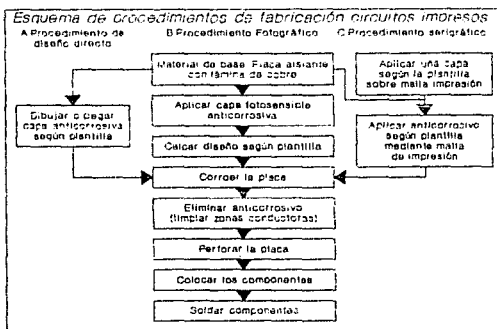 Esquema de procedimientos de fabricación circuitos impresos
A Procedimiento de
diseño directo
B Procedimiento Fotográfico
C Procedimiento serigráfico
Material de base Placa aislante
con lámina de cobre
Aplicar una capa
según la plantilla
sobre malla impresión
Dibujar o pegar
capa anticorrosiva
según plantilla
Aplicar capa fotosensible
anticorrosiva
Calcar diseño según plantilla
Aplicar anticorrosivo
según plantilla
mediante malla
de impresión
Correr la placa
Eliminar anticorrosivo
(limpiar zonas conductoras)
Perforar la placa
Colocar los componentes
Soldar componentes